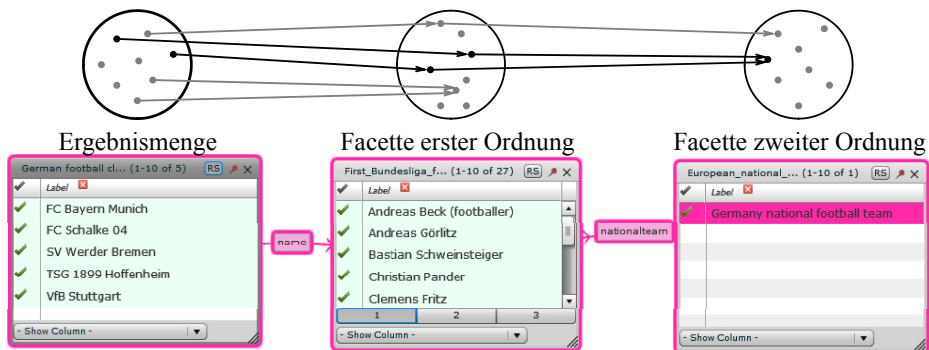 Ergebnismenge
Facette erster Ordnung
Facette zweiter Ordnung
German football cl... (1-10 of 5) RS
Label
FC Bayern Munich
FC Schalke 04
SV Werder Bremen
TSG 1899 Hoffenheim
VfB Stuttgart
- Show Column -
name
First_Bundesliga_f... (1-10 of 27) RS
Label
Andreas Beck (footballer)
Andreas Görlitz
Bastian Schweinsteiger
Christian Pander
Clemens Fritz
1 2 3
- Show Column -
nationalteam
European_national_... (1-10 of 1) RS
Label
Germany national football team
- Show Column -